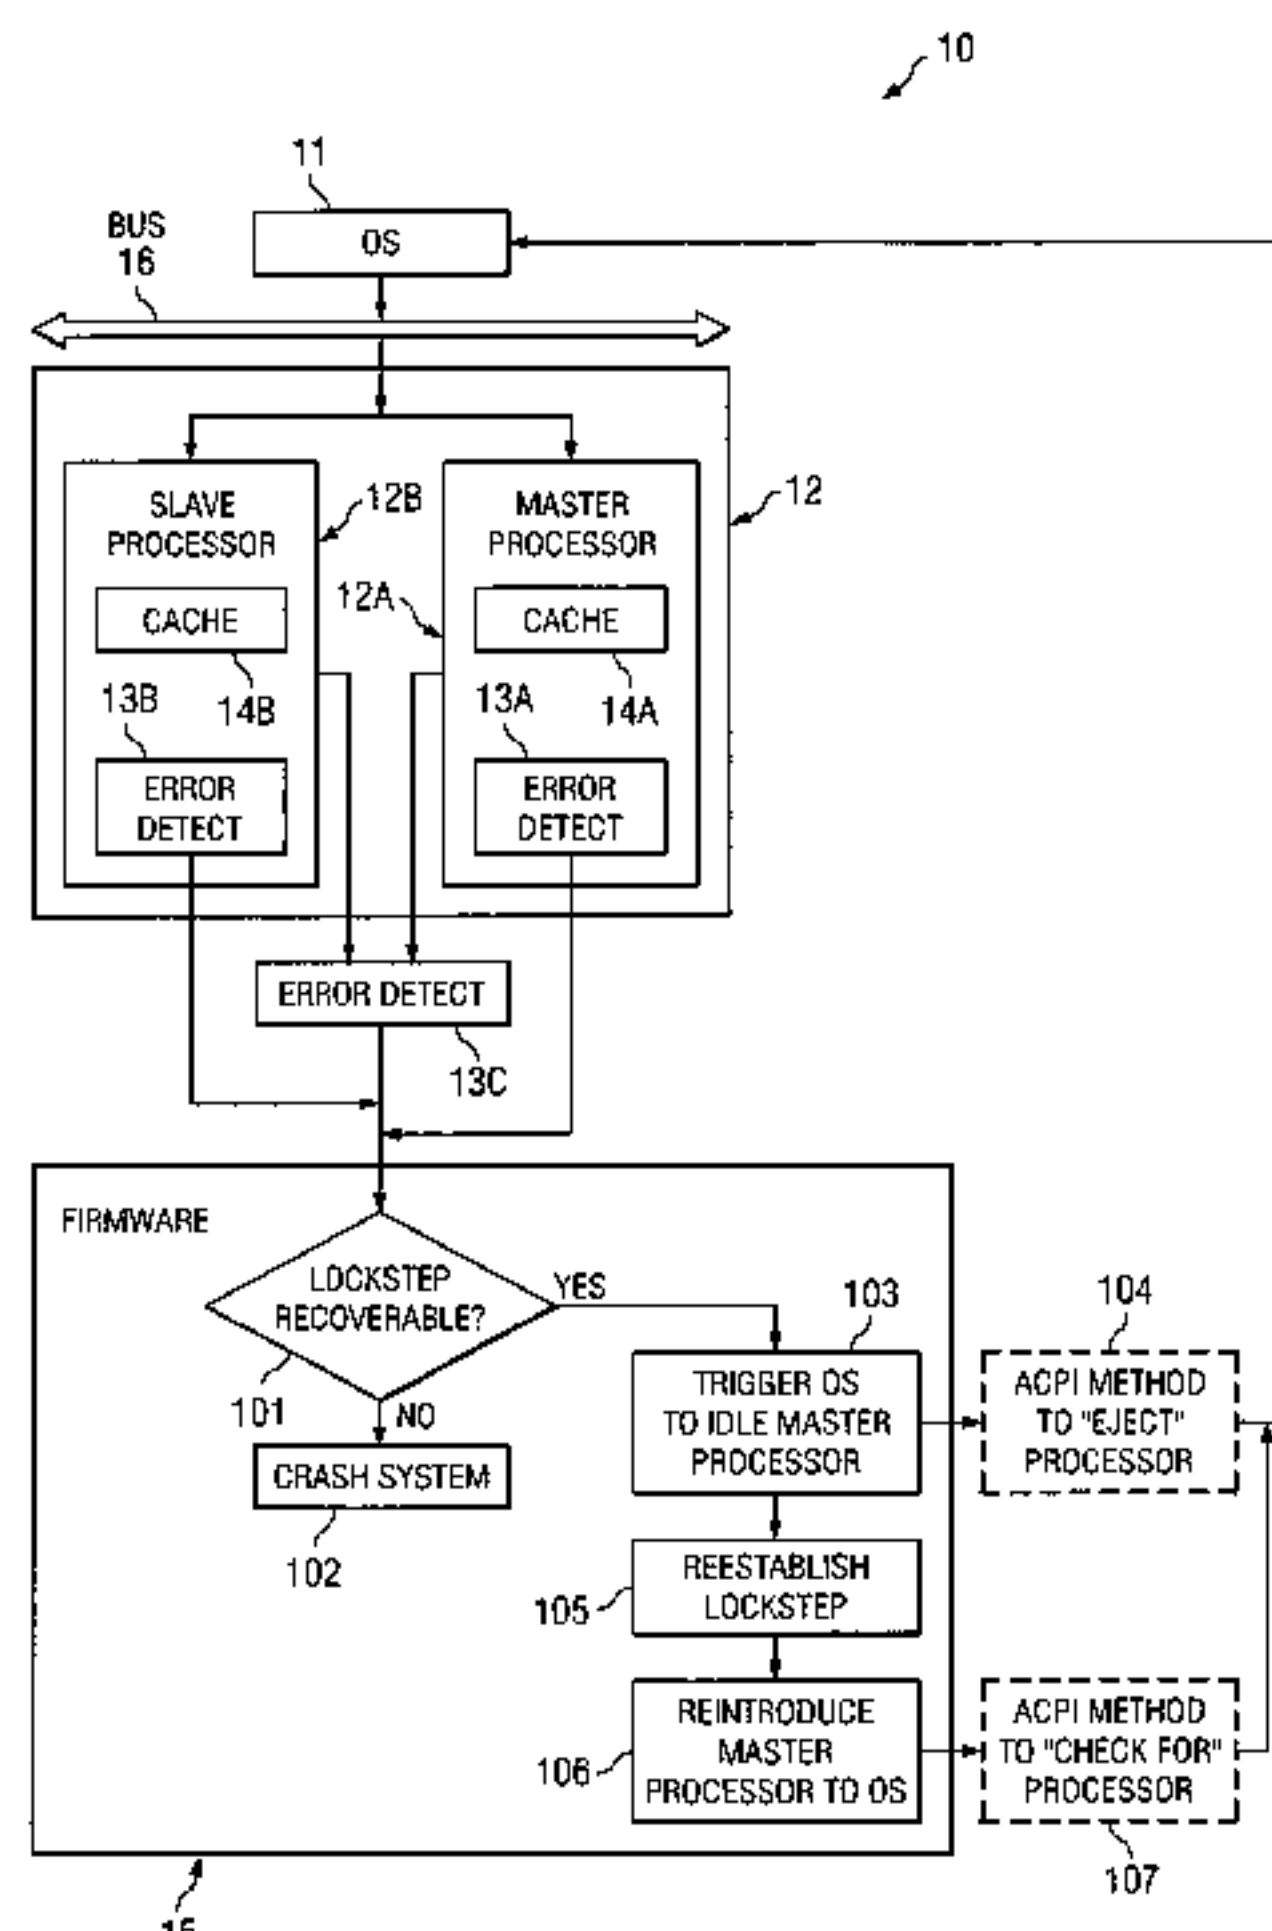 10
11
BUS
16
OS
SLAVE
PROCESSOR
12B
MASTER
PROCESSOR
12
12A
CACHE
CACHE
13B
14B
13A
14A
ERROR
DETECT
ERROR
DETECT
ERROR DETECT
13C
FIRMWARE
LOCKSTEP
RECOVERABLE?
YES
101
NO
CRASH SYSTEM
102
103
TRIGGER OS
TO IDLE MASTER
PROCESSOR
104
ACPI METHOD
TO "EJECT"
PROCESSOR
REESTABLISH
LOCKSTEP
105
REINTRODUCE
MASTER
PROCESSOR TO OS
106
ACPI METHOD
TO "CHECK FOR"
PROCESSOR
107
15